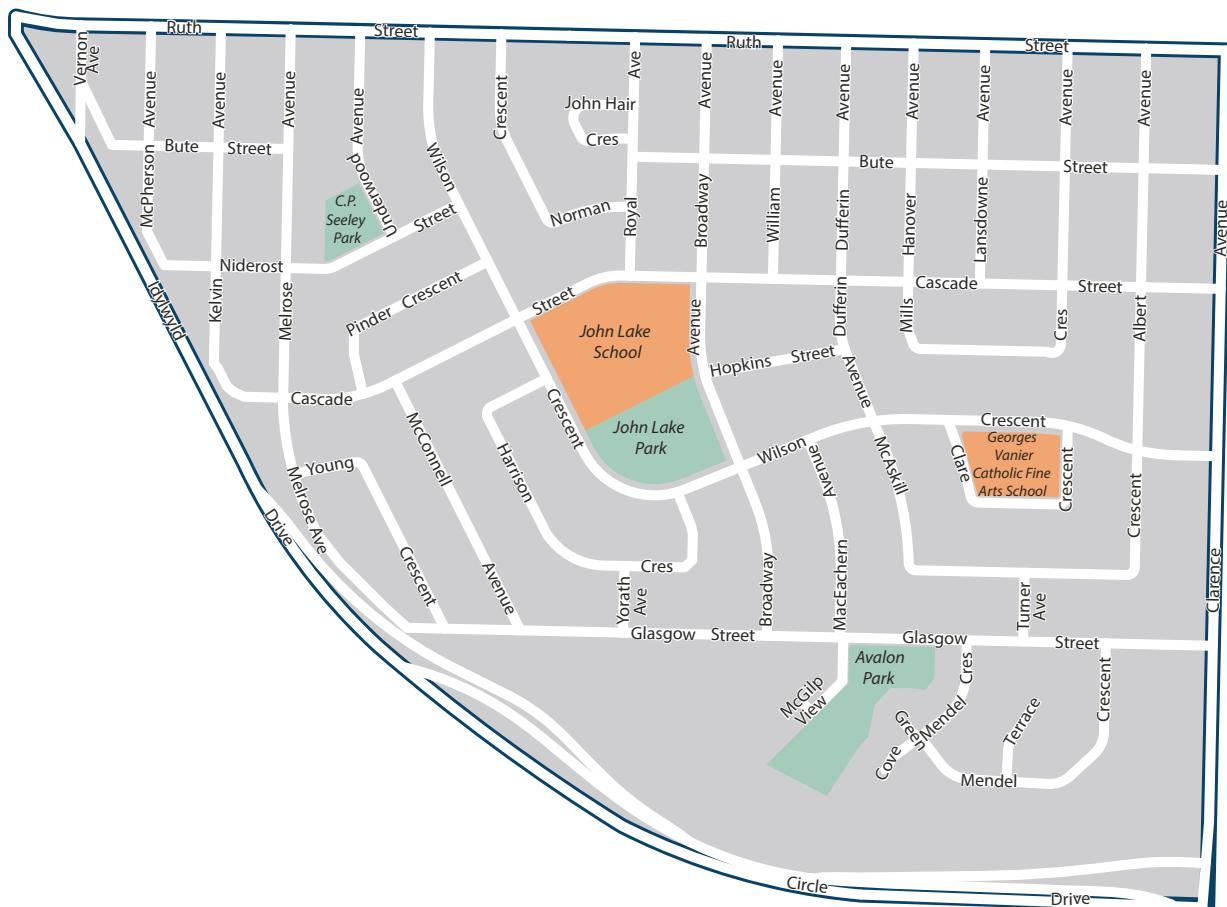 Ruth
Street
Ruth
Street
Vernon
Ave
Avenue
Avenue
Avenue
Avenue
Crescent
Ave
Avenue
Avenue
Avenue
Avenue
Avenue
Avenue
Avenue
John Hair
Cres
Bute
Street
Bute
Street
McPherson
Underwood
Wilson
C.P.
Seeley
Park
Street
Norman
Royal
Broadway
William
Dufferin
Hanover
Lansdowne
Avenue
Niderost
Idylwyld
Kelvin
Melrose
Pinder
Crescent
Street
Cascade
Street
John Lake
School
Avenue
Dufferin
Mills
Cres
Albert
Hopkins
Street
Avenue
Cascade
Crescent
McConnell
John Lake
Park
Wilson
Crescent
Harrison
Young
Melrose Ave
Avenue
McAskill
Clare
Georges
Vanier
Catholic Fine
Arts School
Crescent
Crescent
Drive
Crescent
Avenue
Cres
Yorath
Ave
Broadway
MacEachern
Turner
Ave
Clarence
Glasgow
Street
Glasgow
Street
Avalon
Park
Cres
Crescent
McGilp
View
Green
Mendel
Terrace
Cove
Mendel
Circle
Drive